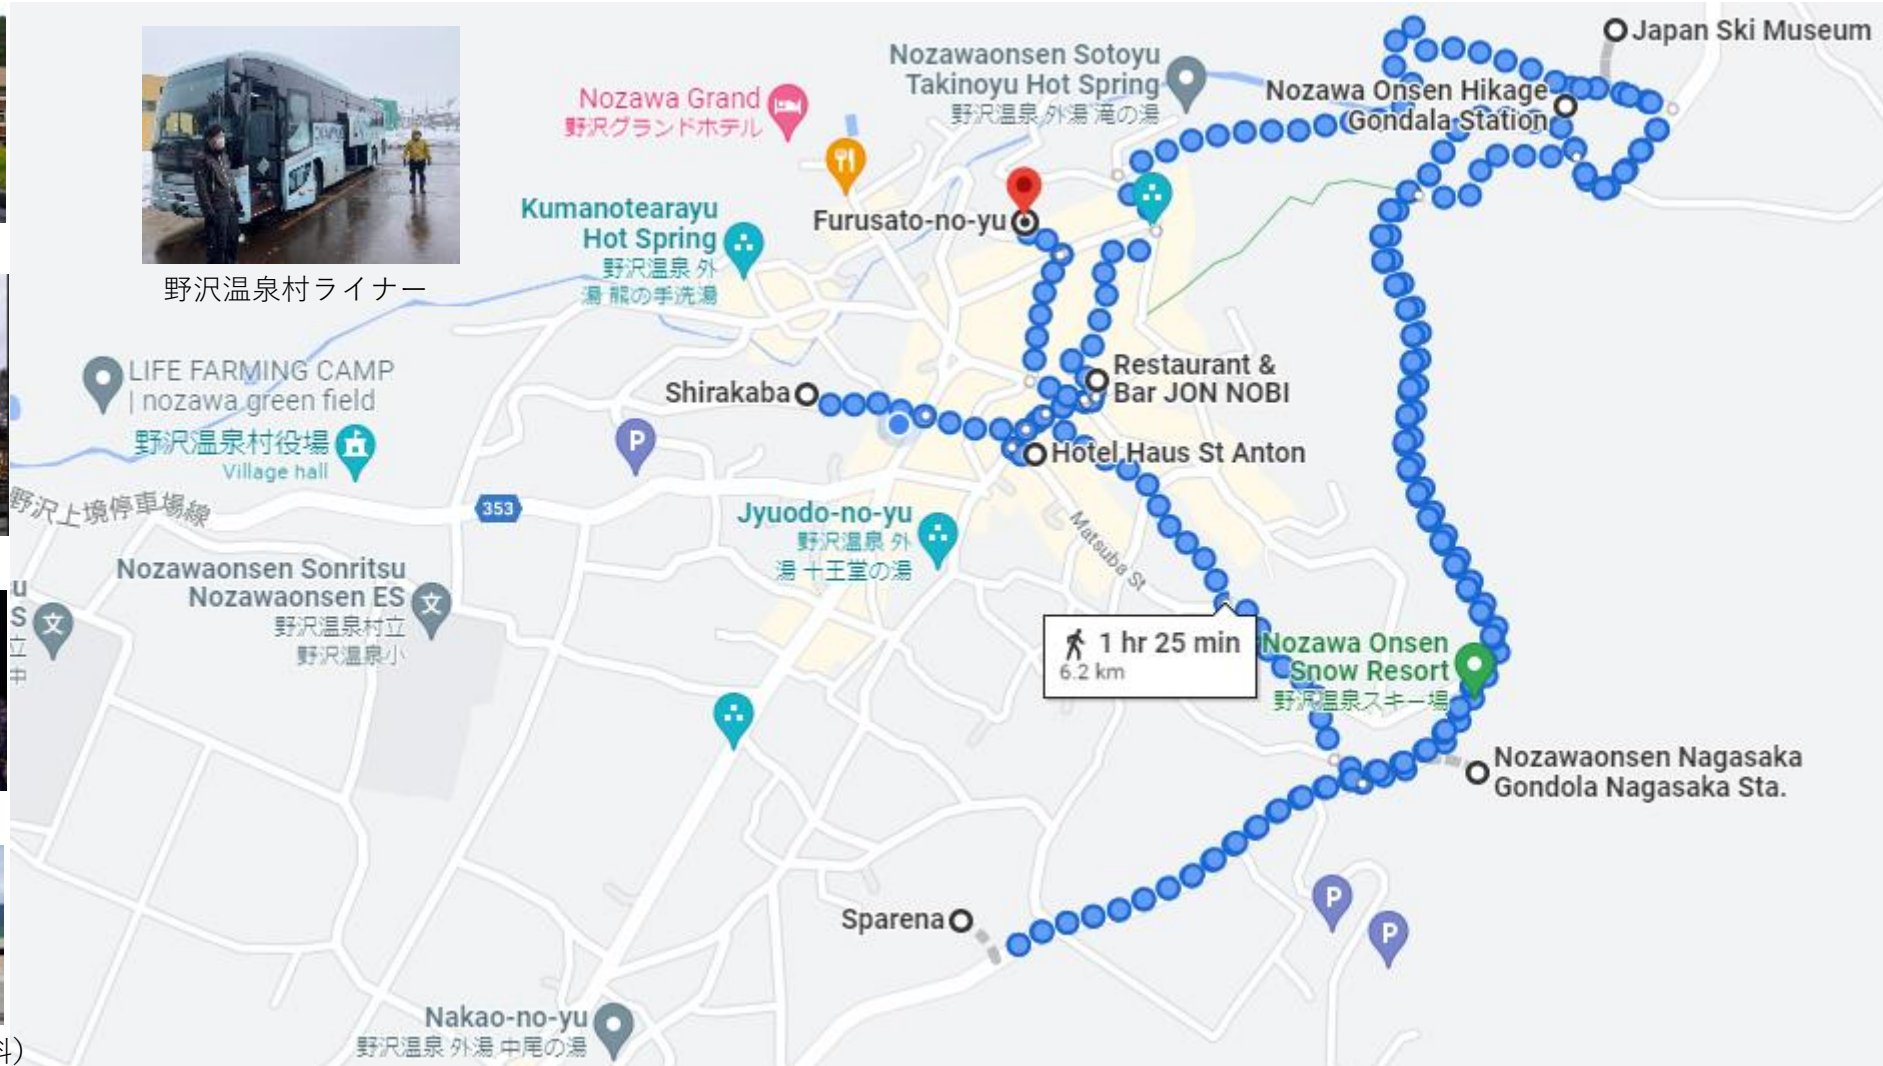 野沢温泉村ライナー
Japan Ski Museum
Nozawaonsen Sotoyu
Takinoyu Hot Spring
野沢温泉 外湯 滝の湯
Nozawa Onsen Hikage
Gondala Station
Nozawa Grand
野沢グランドホテル
Kumanotearayu
Hot Spring
野沢温泉 外
湯 熊の手洗湯
Furusato-no-yu
LIFE FARMING CAMP
| nozawa green field
野沢温泉村役場
Village hall
Shirakaba
Restaurant &
Bar JON NOBI
Hotel Haus St Anton
P
353
野沢上境停車場線
Jyuodo-no-yu
野沢温泉 外
湯 十王堂の湯
Matsuba St
Nozawaonsen Sonritsu
Nozawaonsen ES
野沢温泉村立
野沢温泉小
文
u
S
立
中
文
1 hr 25 min
6.2 km
Nozawa Onsen
Snow Resort
野沢温泉スキー場
Nozawaonsen Nagasaka
Gondola Nagasaka Sta.
Sparena
P
P
Nakao-no-yu
野沢温泉 外湯 中尾の湯
料）